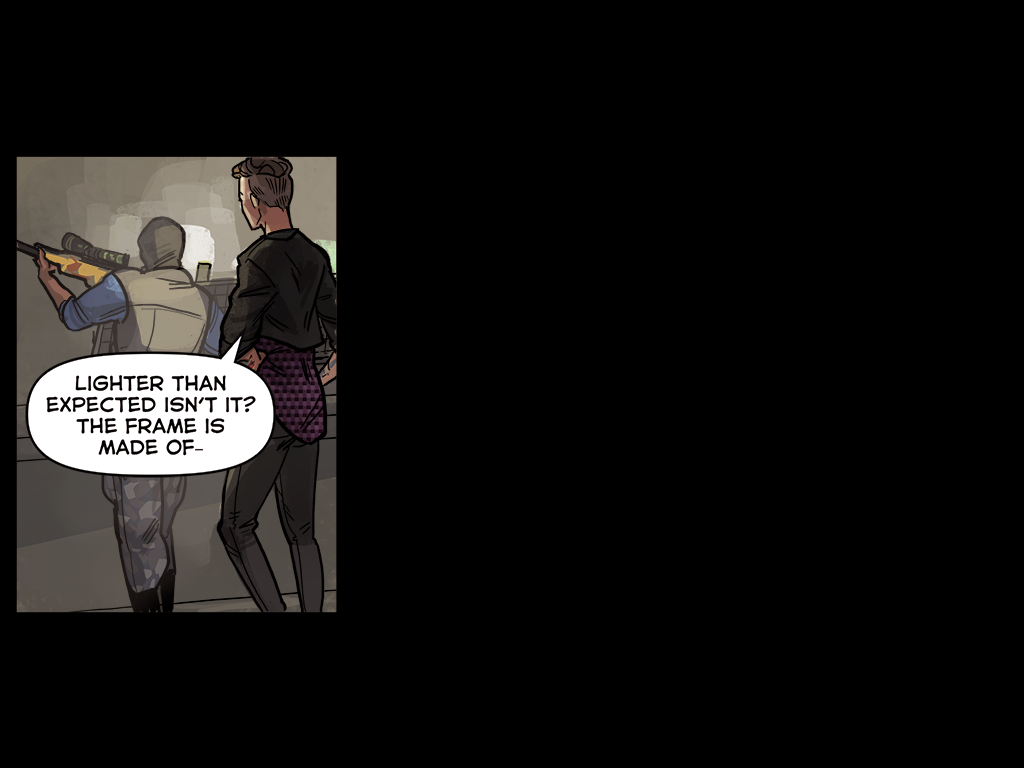 LIGHTER THAN
EXPECTED ISN'T IT?
THE FRAME IS
MADE OF–